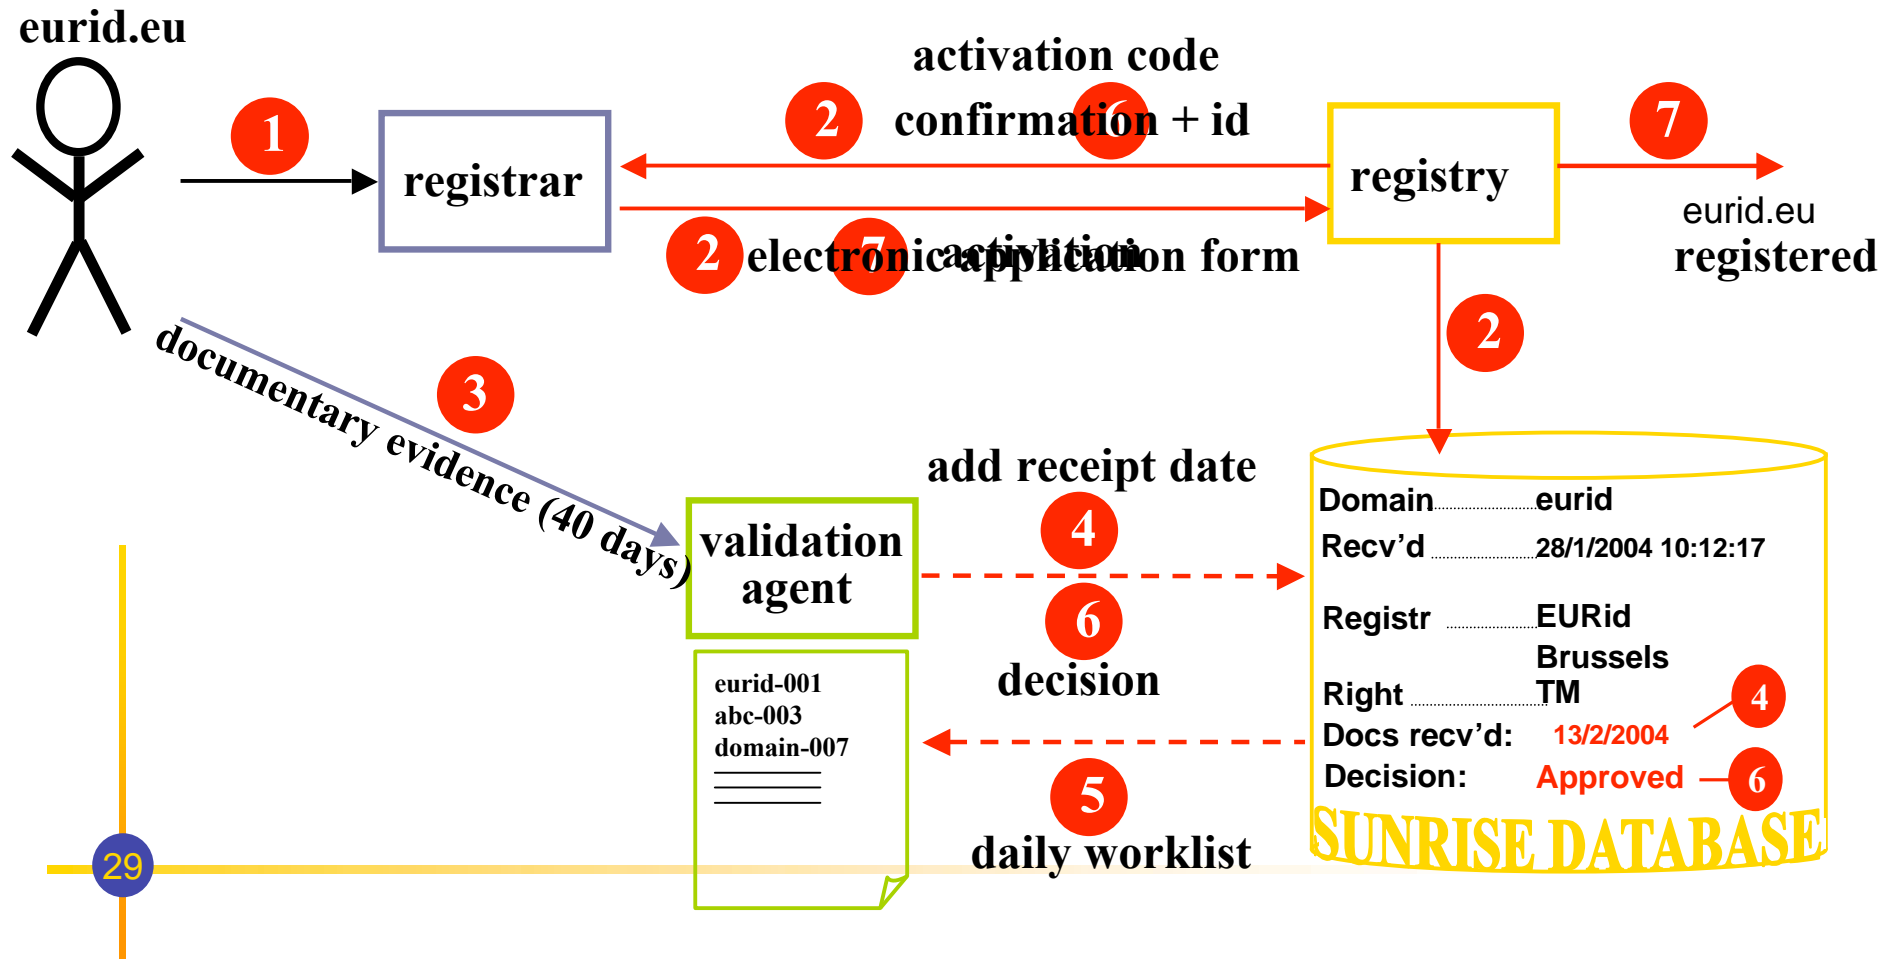 eurid.eu
1
registrar
activation code
2
6
confirmation + id
registry
7
eurid.eu
registered
2
electronic application form
7
activation
2
3
documentary evidence (40 days)
validation
agent
add receipt date
4
6
decision
5
daily worklist
eurid-001
abc-003
domain-007
Domain eurid
Recv’d 28/1/2004 10:12:17
Registr EURid
Brussels
Right TM
4
Docs recv’d: 13/2/2004
Decision: Approved
6
SUNRISE DATABASE
29